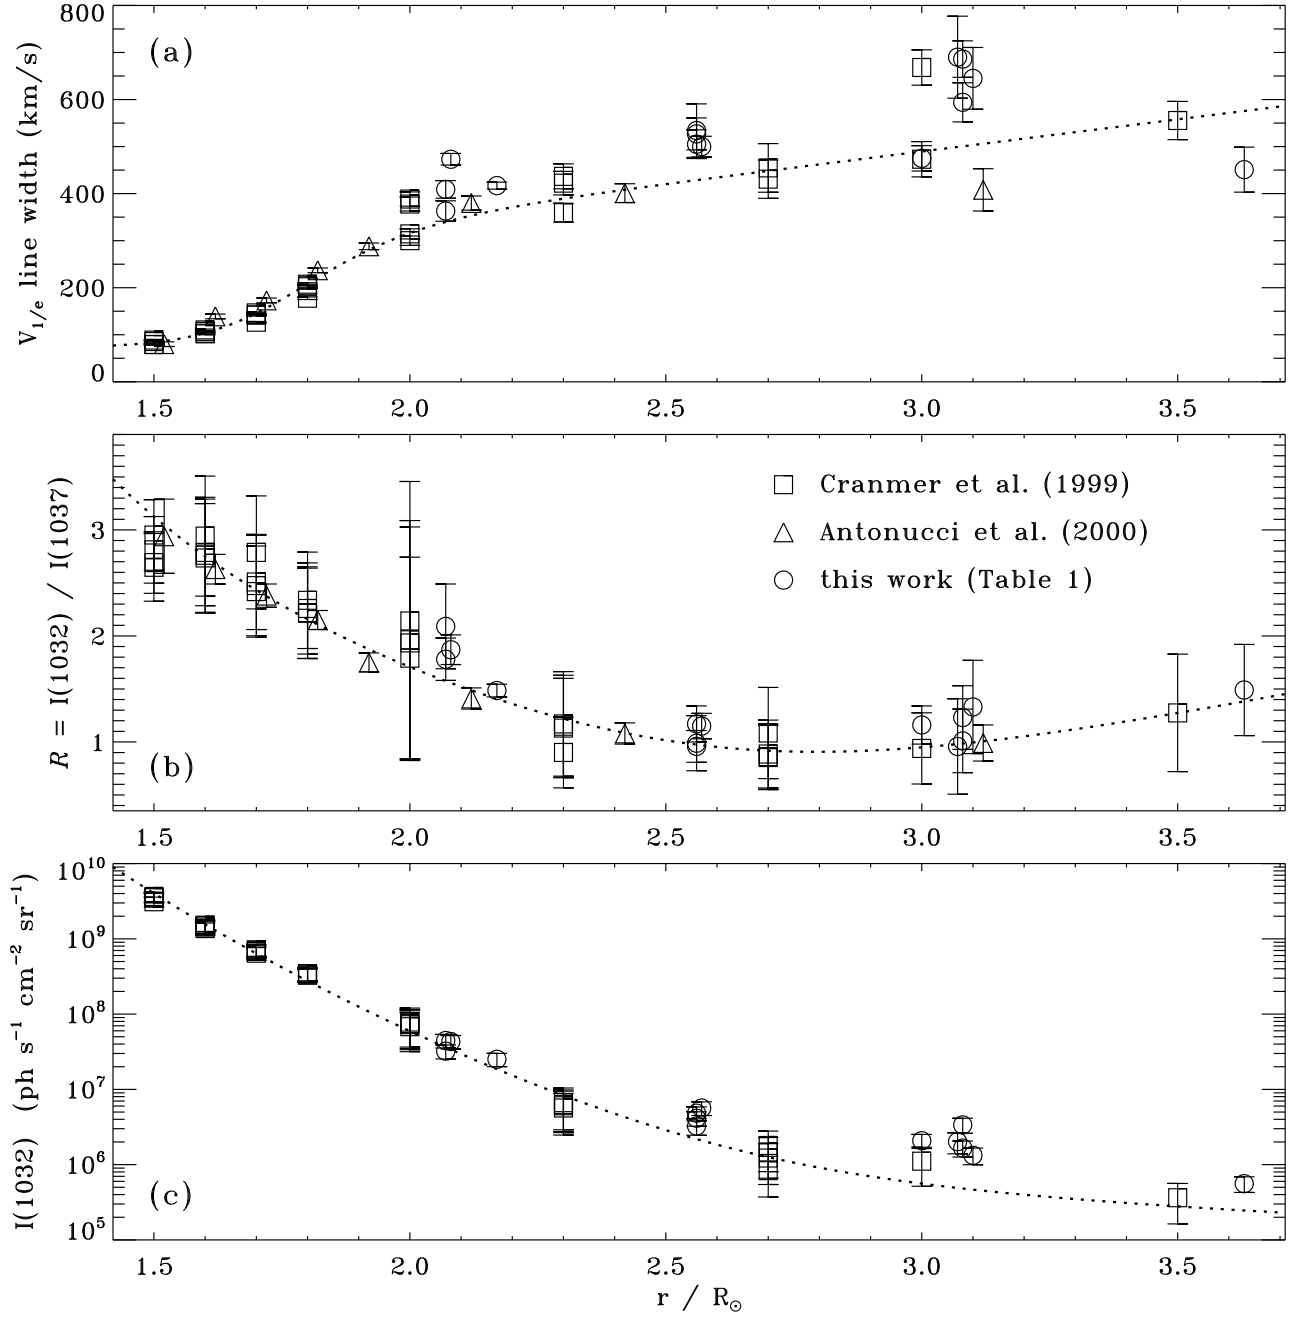 800
600
400
200
0
V1/e line width (km/s)
(a)
1.5 2.0 2.5 3.0 3.5
3
2
1
R = I(1032) / I(1037)
Cranmer et al. (1999)
Antonucci et al. (2000)
this work (Table 1)
(b)
1.5 2.0 2.5 3.0 3.5
10^10
10^9
10^8
10^7
10^6
10^5
I(1032) (ph s^−1 cm^−2 sr^−1)
(c)
1.5 2.0 2.5 3.0 3.5
r / R☉